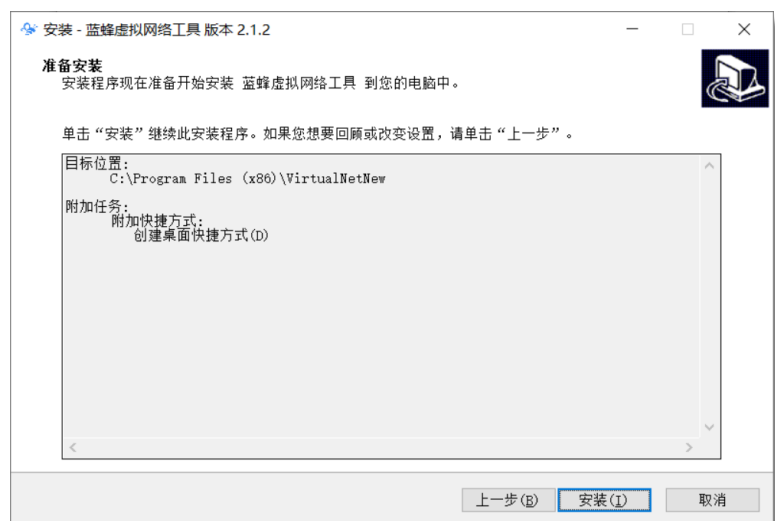 安装 - 蓝蜂虚拟网络工具 版本 2.1.2
准备安装
安装程序现在准备开始安装 蓝蜂虚拟网络工具 到您的电脑中。
单击“安装”继续此安装程序。如果您想要回顾或改变设置，请单击“上一步”。
目标位置:
C:\Program Files (x86)\VirtualNetNew
附加任务:
附加快捷方式:
创建桌面快捷方式(D)
上一步(B) 安装(I) 取消